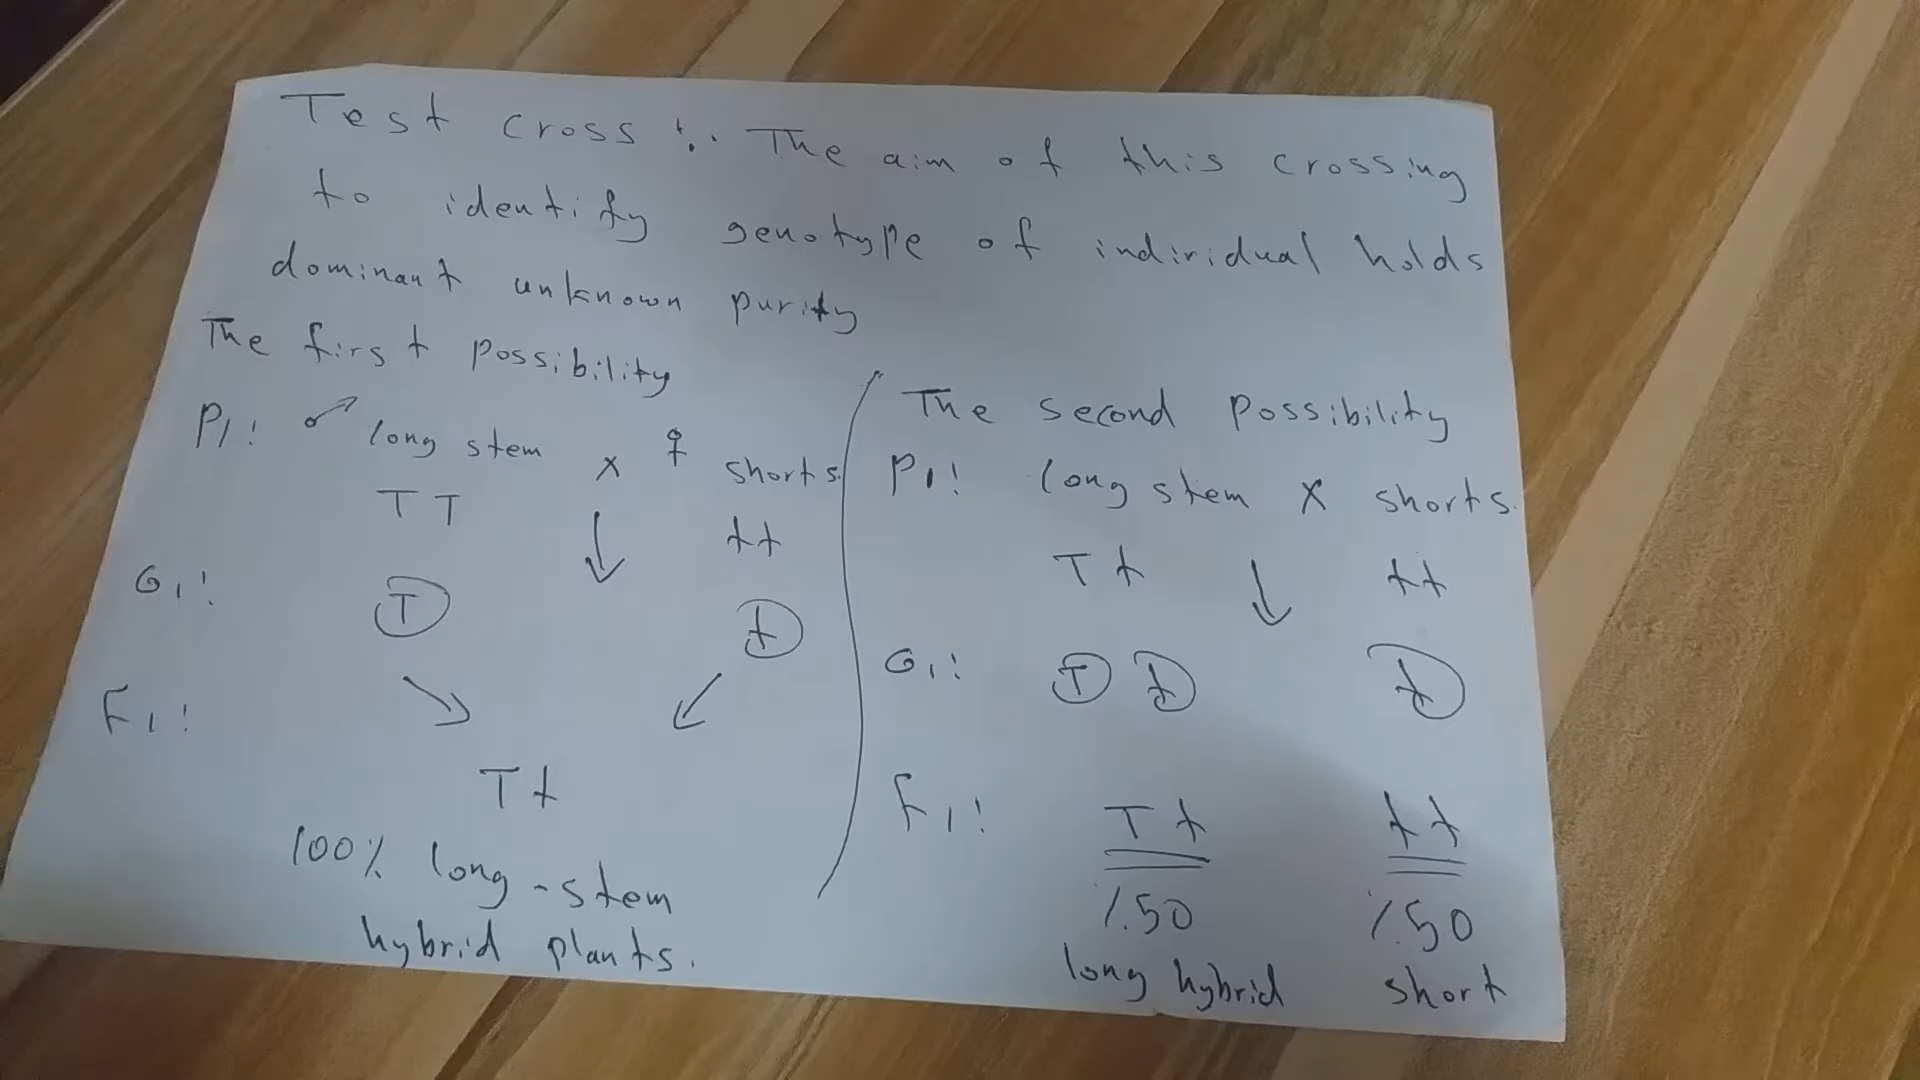 Test cross :. The aim of this crossing
to identify genotype of individual holds
dominant unknown purity
The first possibility
P1: ♂ long stem x ♀ short s.
TT tt
↓
G1: T t
↘ ↙
F1:
Tt
100% long-stem
hybrid plants.
The second possibility
P1: long stem X short s.
Tt tt
↓
G1: T t t
F1: Tt tt
%50 %50
long hybrid short